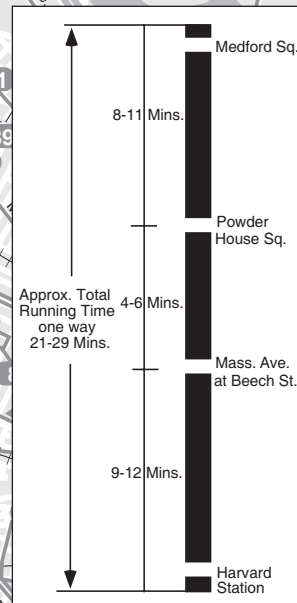 Medford Sq.
8-11 Mins.
Powder
House Sq.
Approx. Total
Running Time
one way
21-29 Mins.
4-6 Mins.
Mass. Ave.
at Beech St.
9-12 Mins.
Harvard
Station